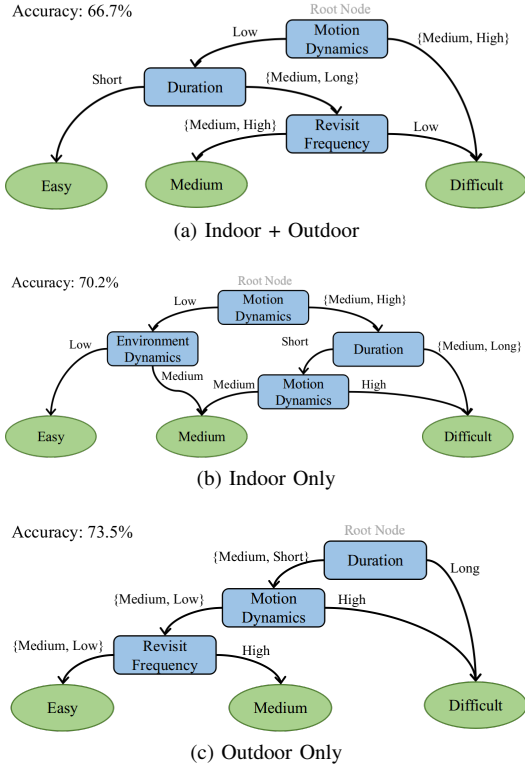 Accuracy: 66.7%
Root Node
Motion
Dynamics
Low
{Medium, High}
Short
Duration
{Medium, Long}
{Medium, High}
Revisit
Frequency
Low
Easy
Medium
Difficult
(a) Indoor + Outdoor
Accuracy: 70.2%
Root Node
Low
Motion
Dynamics
{Medium, High}
Low
Environment
Dynamics
Short
Duration
{Medium, Long}
Medium
Medium
Motion
Dynamics
High
Easy
Medium
Difficult
(b) Indoor Only
Accuracy: 73.5%
Root Node
{Medium, Short}
Duration
Long
{Medium, Low}
Motion
Dynamics
High
{Medium, Low}
Revisit
Frequency
High
Easy
Medium
Difficult
(c) Outdoor Only